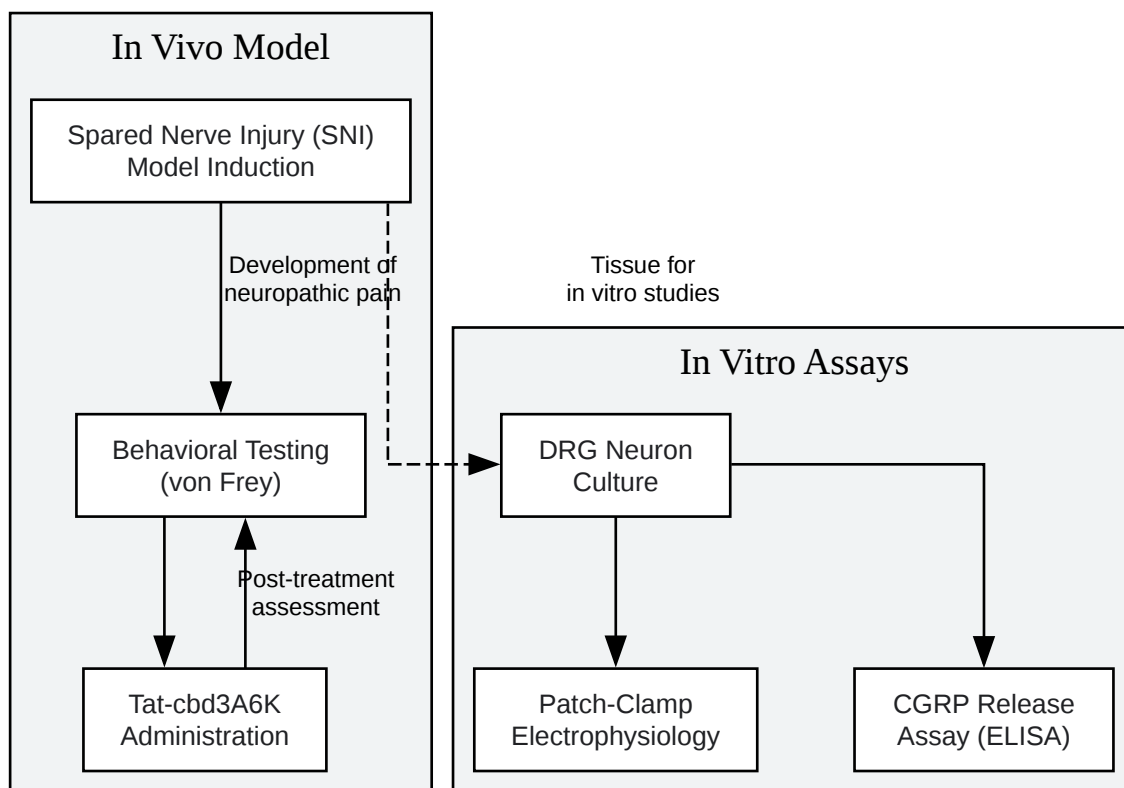 In Vivo Model
Spared Nerve Injury (SNI)
Model Induction
Development of
neuropathic pain
Tissue for
in vitro studies
In Vitro Assays
Behavioral Testing
(von Frey)
DRG Neuron
Culture
Post-treatment
assessment
Tat-cbd3A6K
Administration
Patch-Clamp
Electrophysiology
CGRP Release
Assay (ELISA)